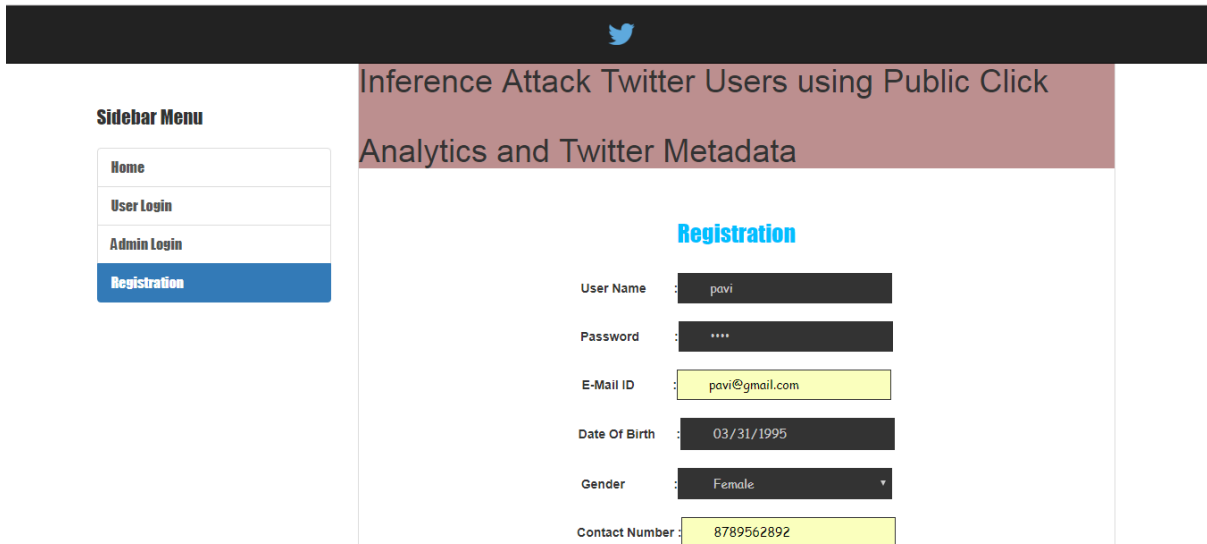 Inference Attack Twitter Users using Public Click
Analytics and Twitter Metadata
Sidebar Menu
Home
User Login
Admin Login
Registration
Registration
User Name : pavi
Password : ••••
E-Mail ID : pavi@gmail.com
Date Of Birth : 03/31/1995
Gender : Female
Contact Number : 8789562892